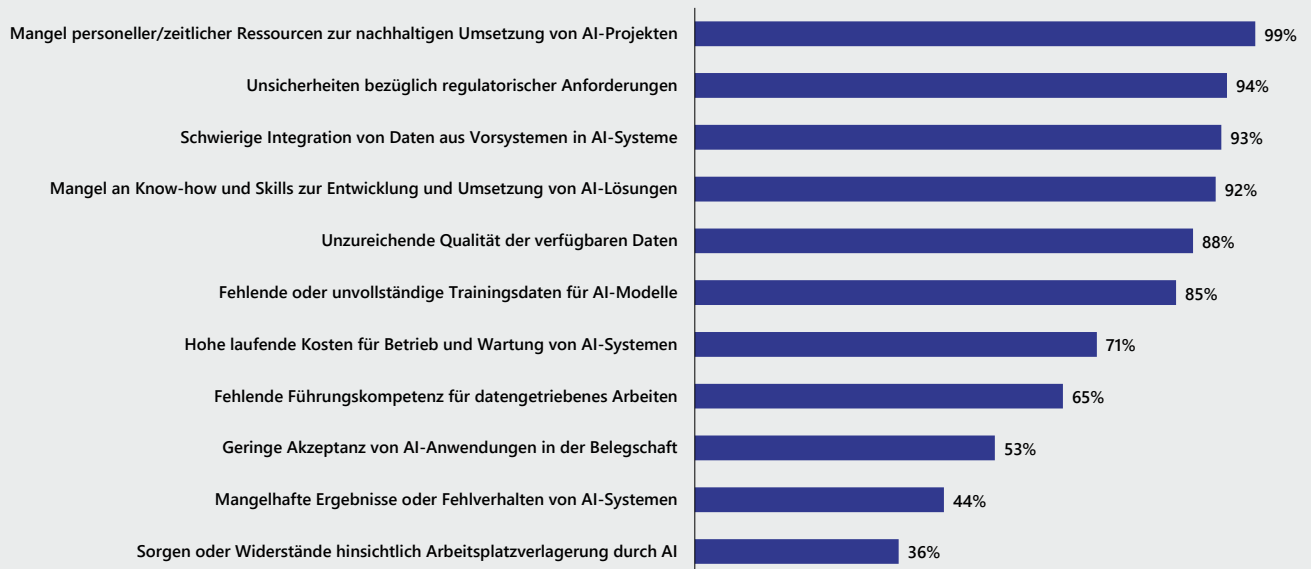 Mangel personeller/zeitlicher Ressourcen zur nachhaltigen Umsetzung von AI-Projekten 99%
Unsicherheiten bezüglich regulatorischer Anforderungen 94%
Schwierige Integration von Daten aus Vorsystemen in AI-Systeme 93%
Mangel an Know-how und Skills zur Entwicklung und Umsetzung von AI-Lösungen 92%
Unzureichende Qualität der verfügbaren Daten 88%
Fehlende oder unvollständige Trainingsdaten für AI-Modelle 85%
Hohe laufende Kosten für Betrieb und Wartung von AI-Systemen 71%
Fehlende Führungskompetenz für datengetriebenes Arbeiten 65%
Geringe Akzeptanz von AI-Anwendungen in der Belegschaft 53%
Mangelhafte Ergebnisse oder Fehlverhalten von AI-Systemen 44%
Sorgen oder Widerstände hinsichtlich Arbeitsplatzverlagerung durch AI 36%